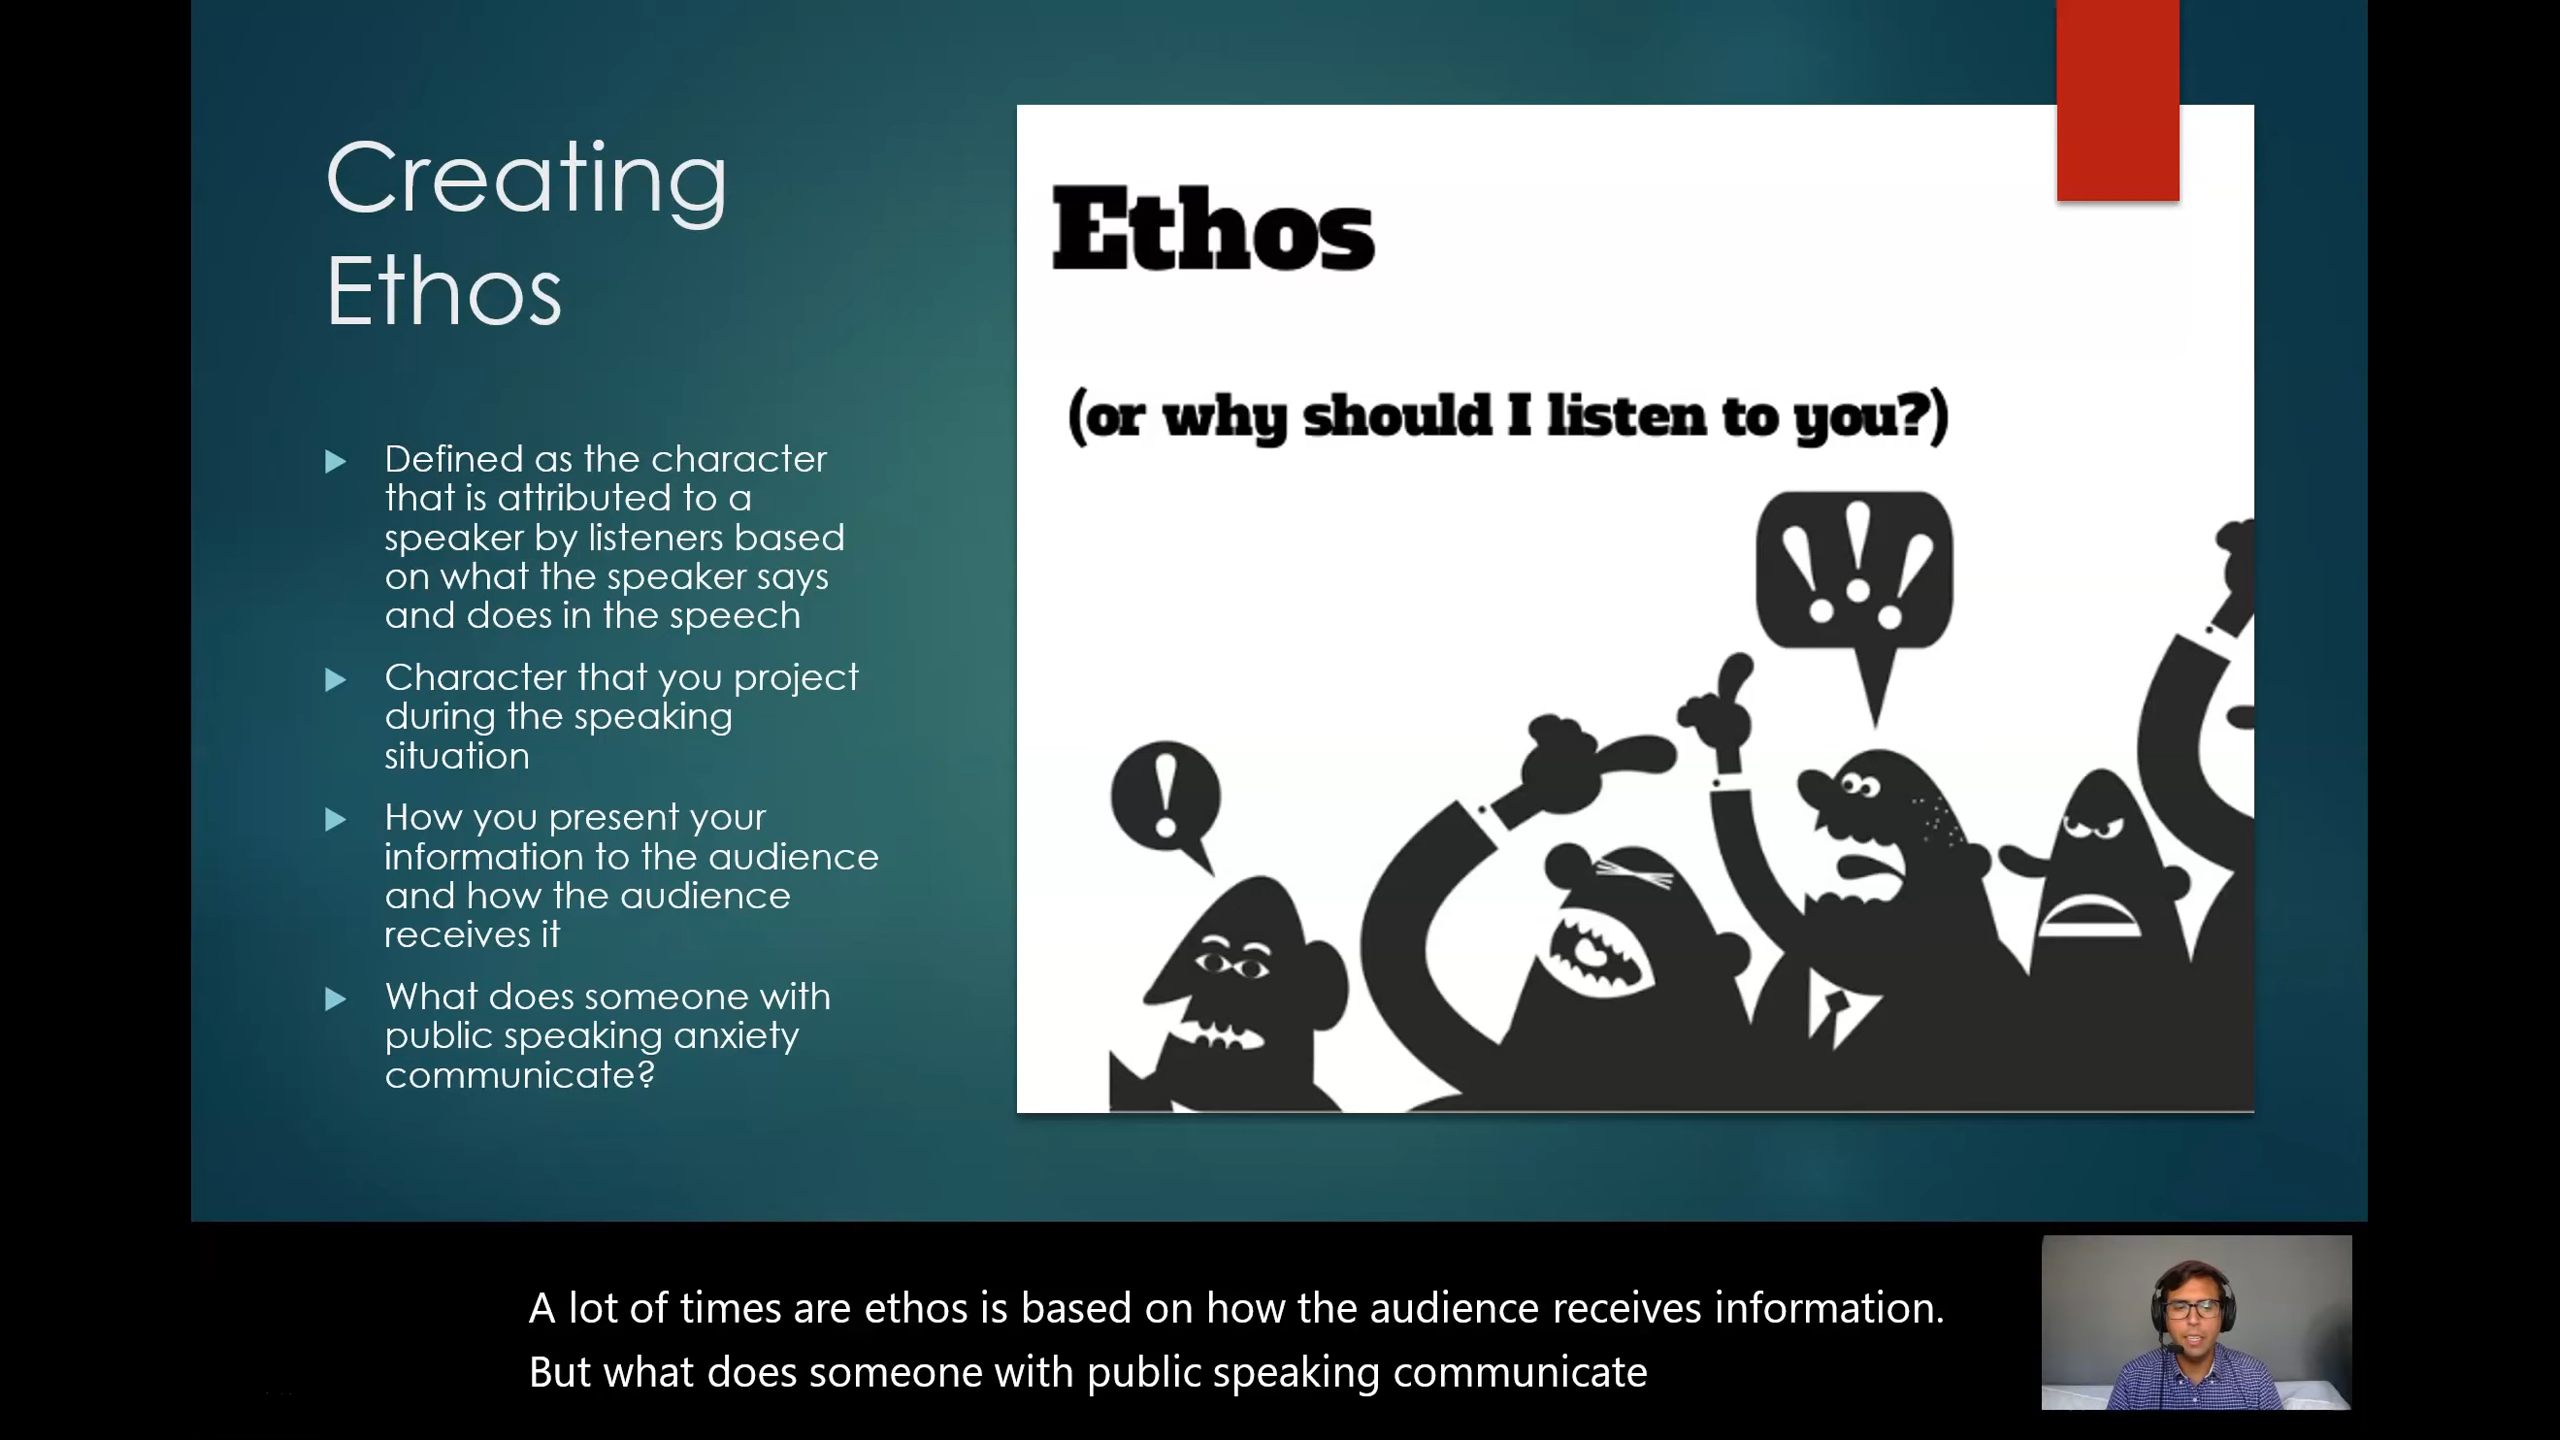 Creating
Ethos
Defined as the character
that is attributed to a
speaker by listeners based
on what the speaker says
and does in the speech
Character that you project
during the speaking
situation
How you present your
information to the audience
and how the audience
receives it
What does someone with
public speaking anxiety
communicate?
Ethos
(or why should I listen to you?)
!!!
!
A lot of times are ethos is based on how the audience receives information.
But what does someone with public speaking communicate